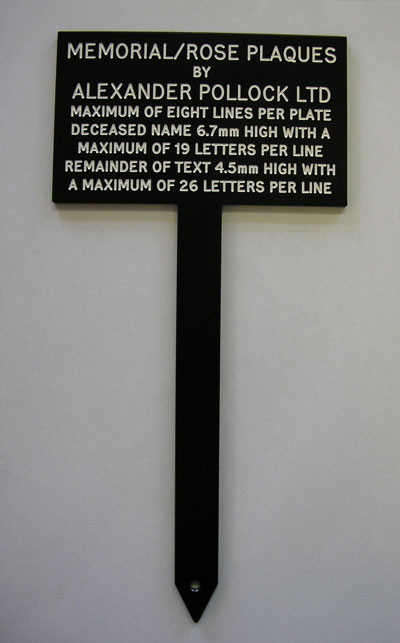 MEMORIAL/ROSE PLAQUES
BY
ALEXANDER POLLOCK LTD
MAXIMUM OF EIGHT LINES PER PLATE
DECEASED NAME 6.7mm HIGH WITH A
MAXIMUM OF 19 LETTERS PER LINE
REMAINDER OF TEXT 4.5mm HIGH WITH
A MAXIMUM OF 26 LETTERS PER LINE